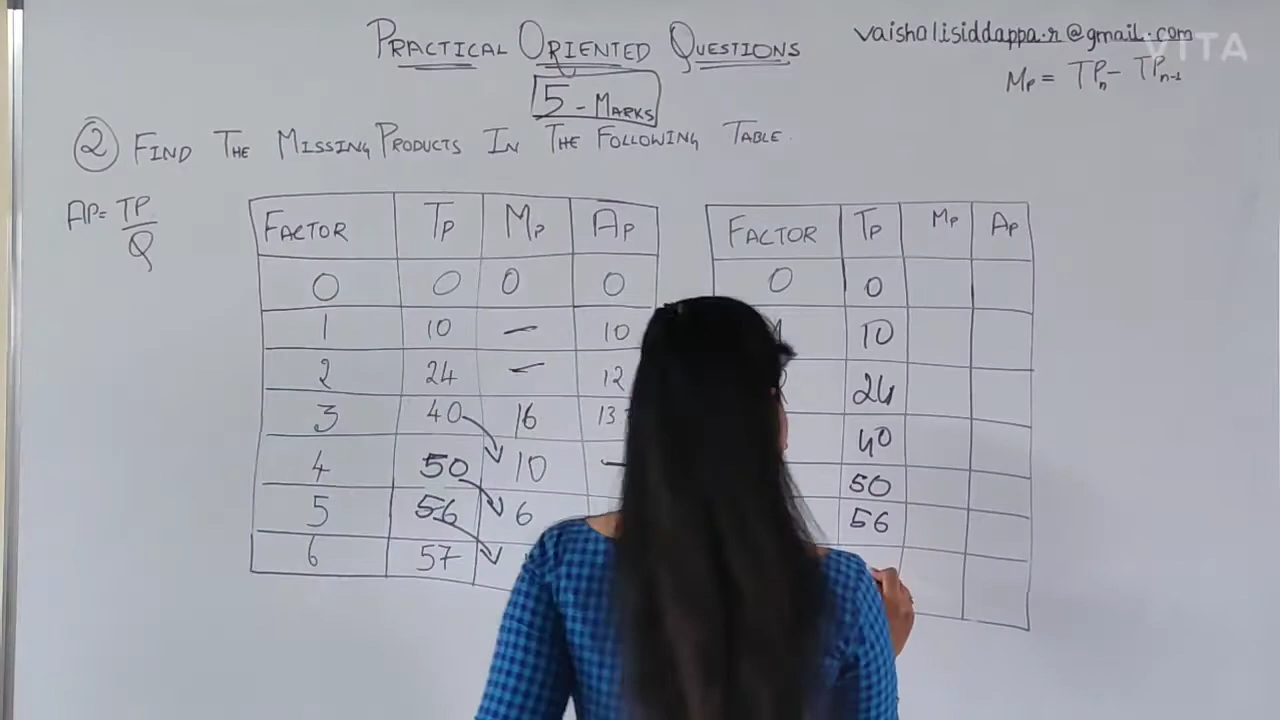 PRACTICAL ORIENTED QUESTIONS
vaishalisiddappa.r@gmail.com
VITA
5 - MARKS
MP = TPn - TPn-1
2 FIND THE MISSING PRODUCTS IN THE FOLLOWING TABLE.
AP = TP
Q
FACTOR TP MP AP
0 0 0 0
1 10 — 10
2 24 — 12
3 40 16 13
4 50 10 —
5 56 6
6 57
FACTOR TP MP AP
0 0
10
24
40
50
56